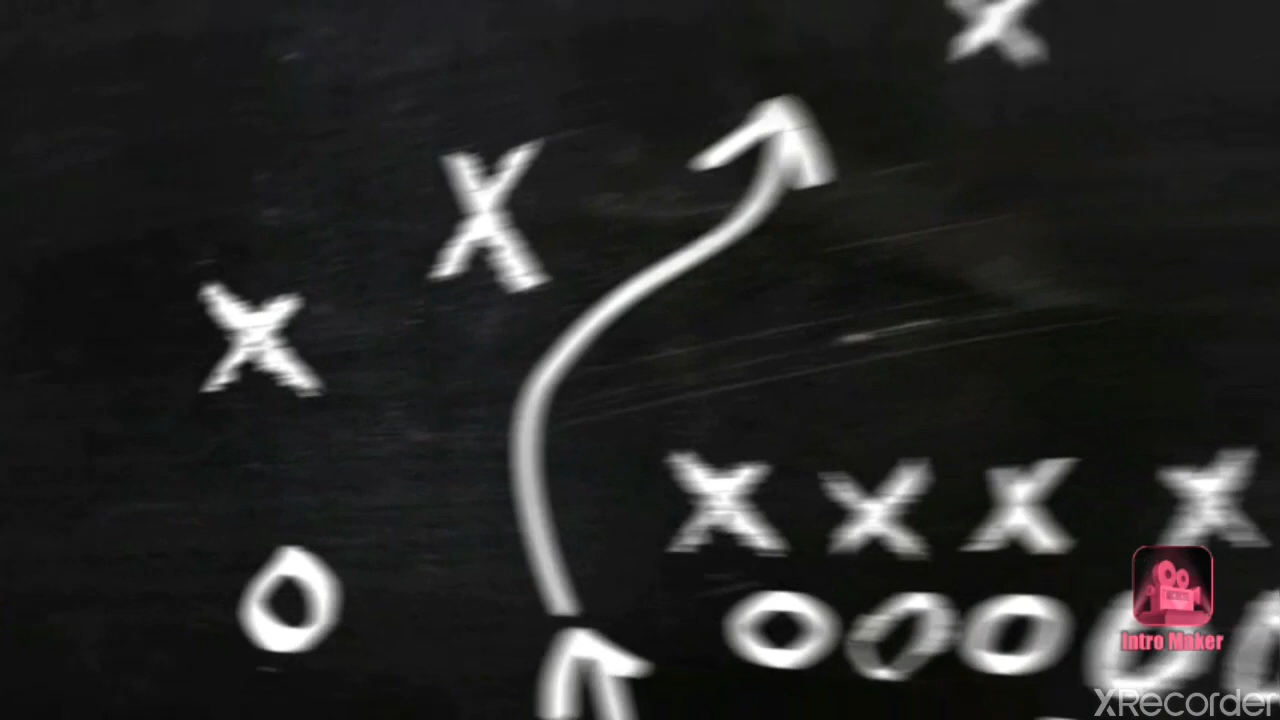 X
X
X
X X X X
O
O O O O O
Intro Maker
XRecorder